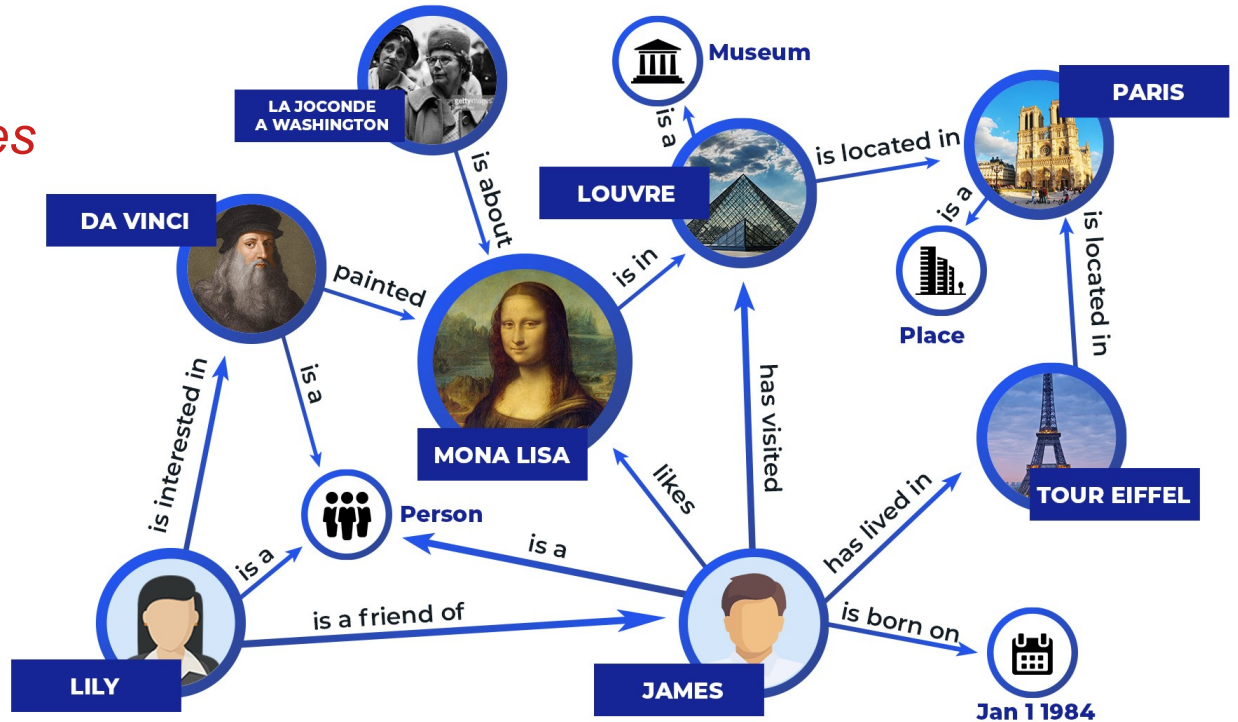 es
LA JOCONDE
A WASHINGTON
gettyimages
Museum
PARIS
is a
is located in
LOUVRE
DA VINCI
is about
is a
is located in
painted
is in
Place
is interested in
is a
has visited
MONA LISA
likes
TOUR EIFFEL
Person
has lived in
is a
is a
is a friend of
is born on
LILY
JAMES
Jan 1 1984